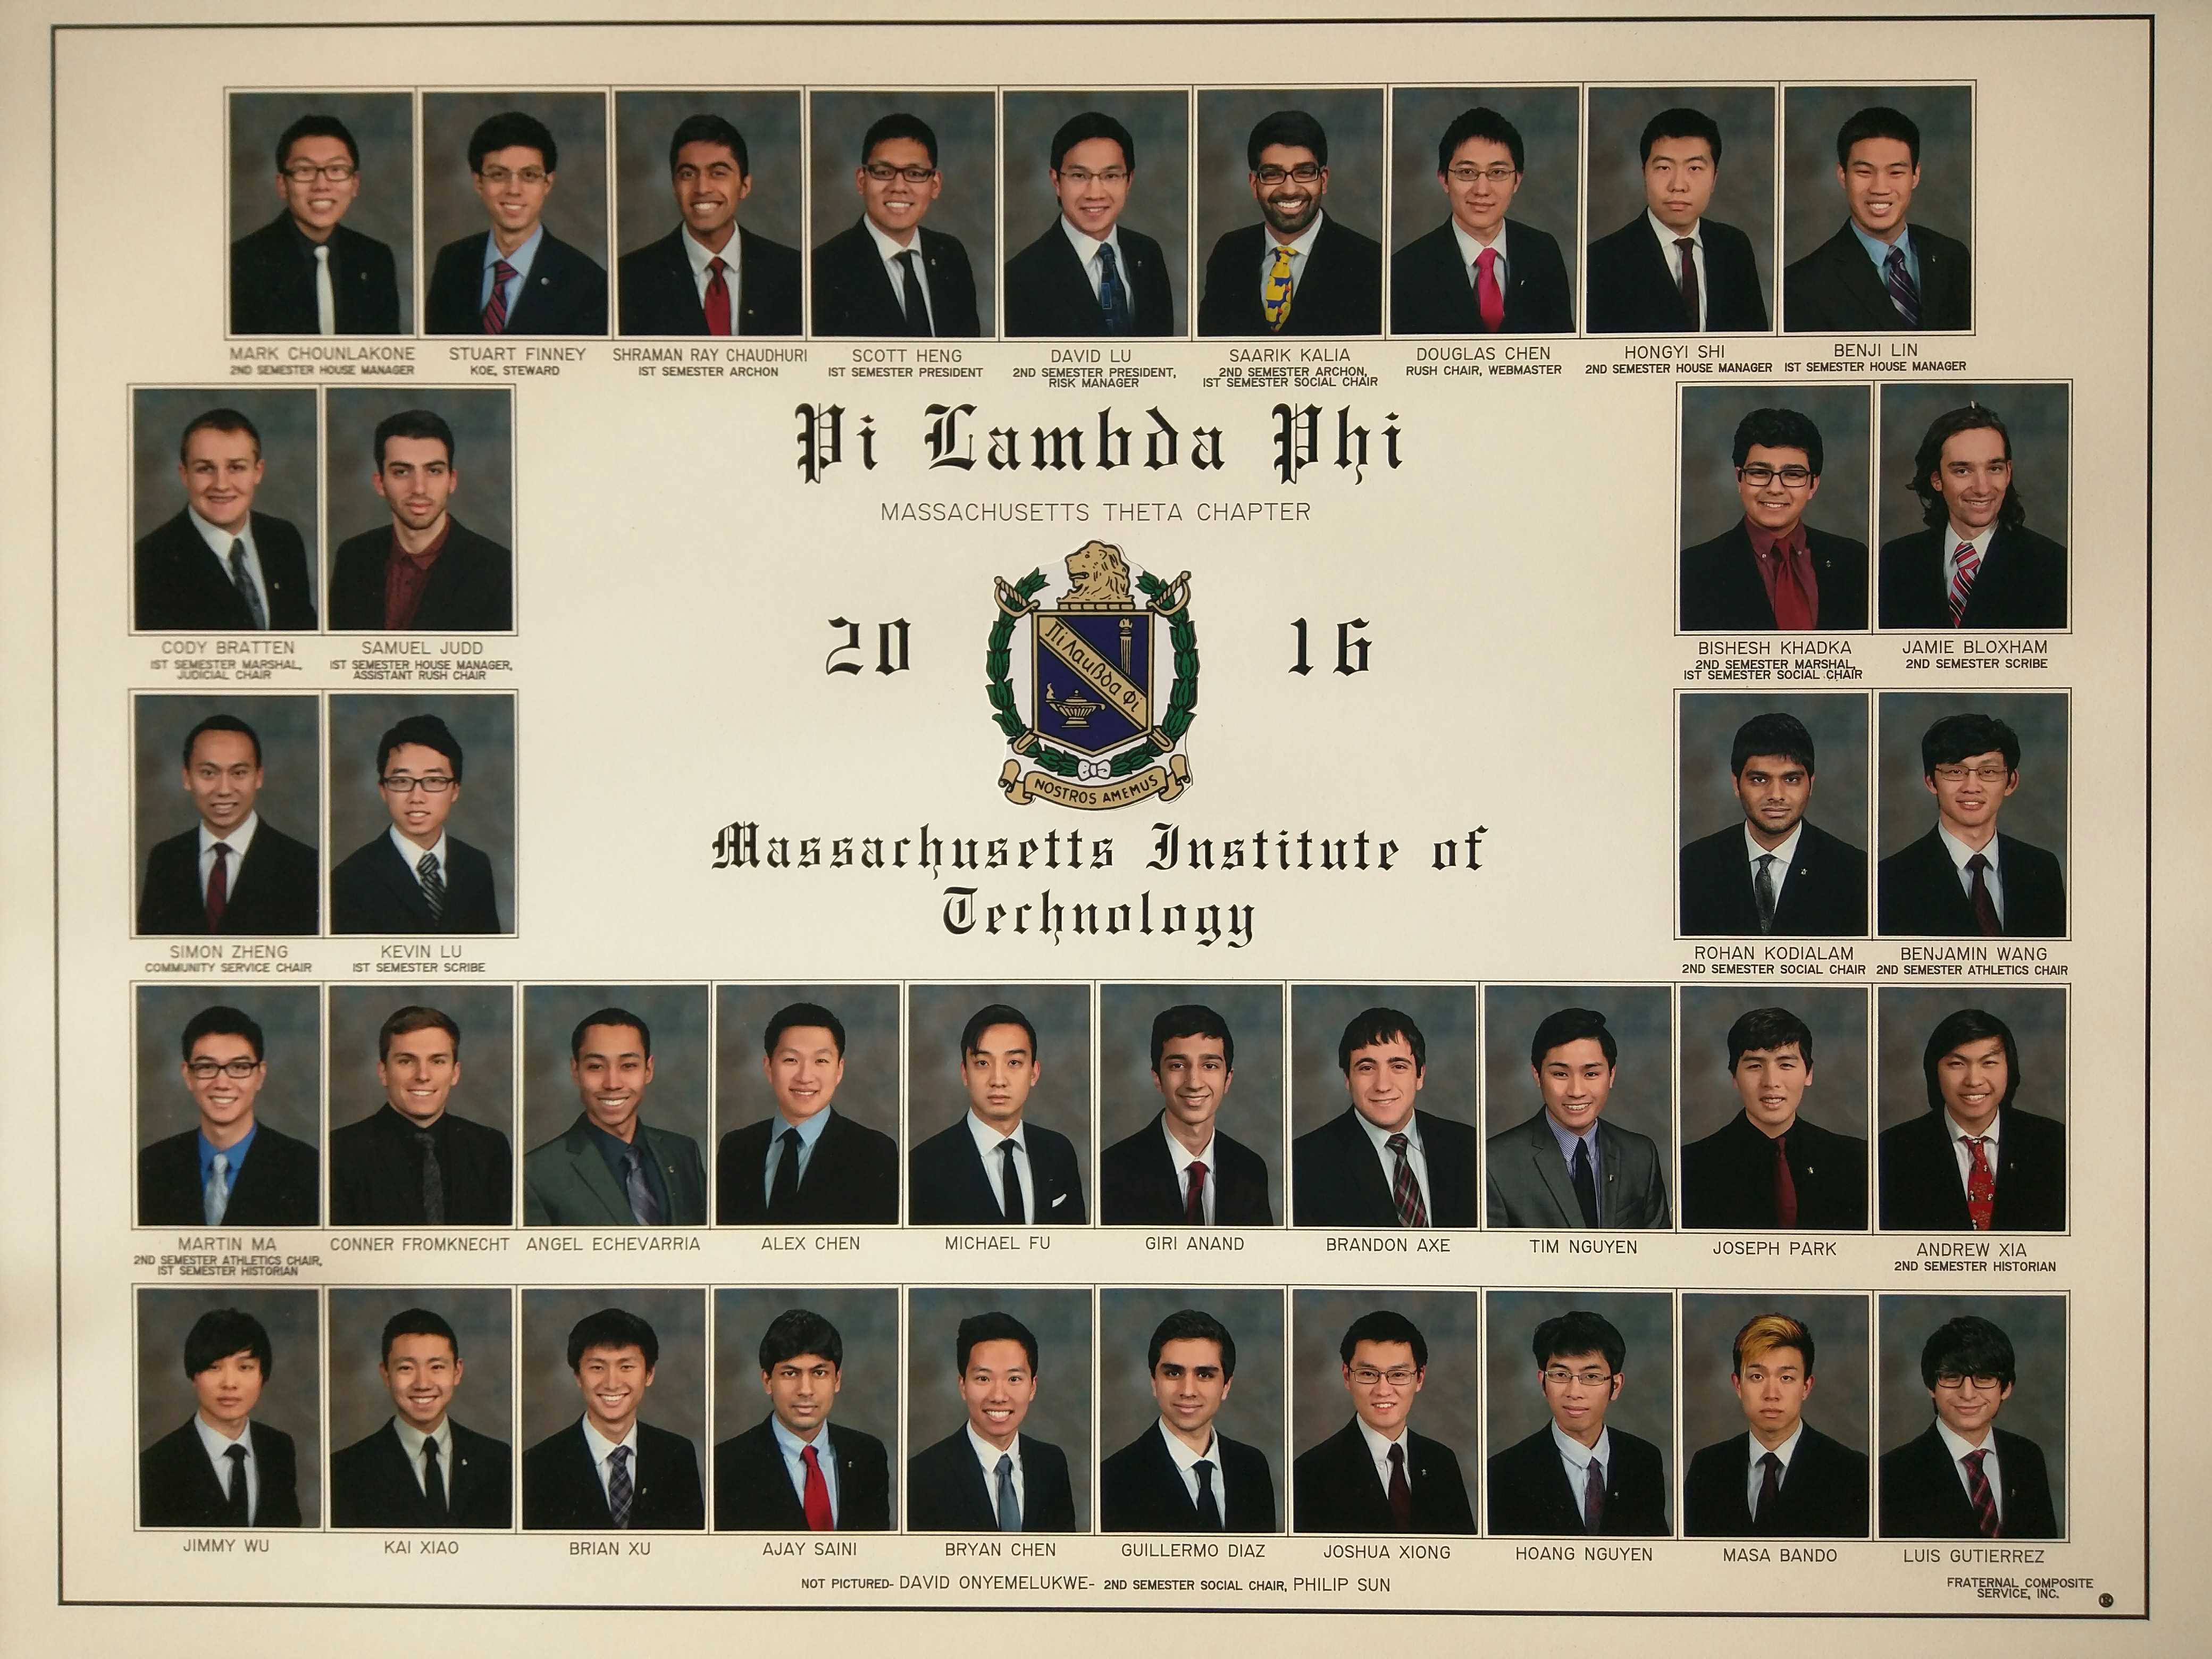 MARK CHOUNLAKONE
2ND SEMESTER HOUSE MANAGER
STUART FINNEY
KOE, STEWARD
SHRAMAN RAY CHAUDHURI
1ST SEMESTER ARCHON
SCOTT HENG
1ST SEMESTER PRESIDENT
DAVID LU
2ND SEMESTER PRESIDENT,
RISK MANAGER
SAARIK KALIA
2ND SEMESTER ARCHON,
1ST SEMESTER SOCIAL CHAIR
DOUGLAS CHEN
RUSH CHAIR, WEBMASTER
HONGYI SHI
2ND SEMESTER HOUSE MANAGER
BENJI LIN
1ST SEMESTER HOUSE MANAGER
Pi Lambda Phi
MASSACHUSETTS THETA CHAPTER
20 16
Πi Λαμβδα Φi
NOSTROS AMEMUS
Massachusetts Institute of
Technology
CODY BRATTEN
1ST SEMESTER MARSHAL,
JUDICIAL CHAIR
SAMUEL JUDD
1ST SEMESTER HOUSE MANAGER,
ASSISTANT RUSH CHAIR
BISHESH KHADKA
2ND SEMESTER MARSHAL,
1ST SEMESTER SOCIAL CHAIR
JAMIE BLOXHAM
2ND SEMESTER SCRIBE
SIMON ZHENG
COMMUNITY SERVICE CHAIR
KEVIN LU
1ST SEMESTER SCRIBE
ROHAN KODIALAM
2ND SEMESTER SOCIAL CHAIR
BENJAMIN WANG
2ND SEMESTER ATHLETICS CHAIR
MARTIN MA
2ND SEMESTER ATHLETICS CHAIR,
1ST SEMESTER HISTORIAN
CONNER FROMKNECHT
ANGEL ECHEVARRIA
ALEX CHEN
MICHAEL FU
GIRI ANAND
BRANDON AXE
TIM NGUYEN
JOSEPH PARK
ANDREW XIA
2ND SEMESTER HISTORIAN
JIMMY WU
KAI XIAO
BRIAN XU
AJAY SAINI
BRYAN CHEN
GUILLERMO DIAZ
JOSHUA XIONG
HOANG NGUYEN
MASA BANDO
LUIS GUTIERREZ
NOT PICTURED- DAVID ONYEMELUKWE- 2ND SEMESTER SOCIAL CHAIR, PHILIP SUN
FRATERNAL COMPOSITE
SERVICE, INC.